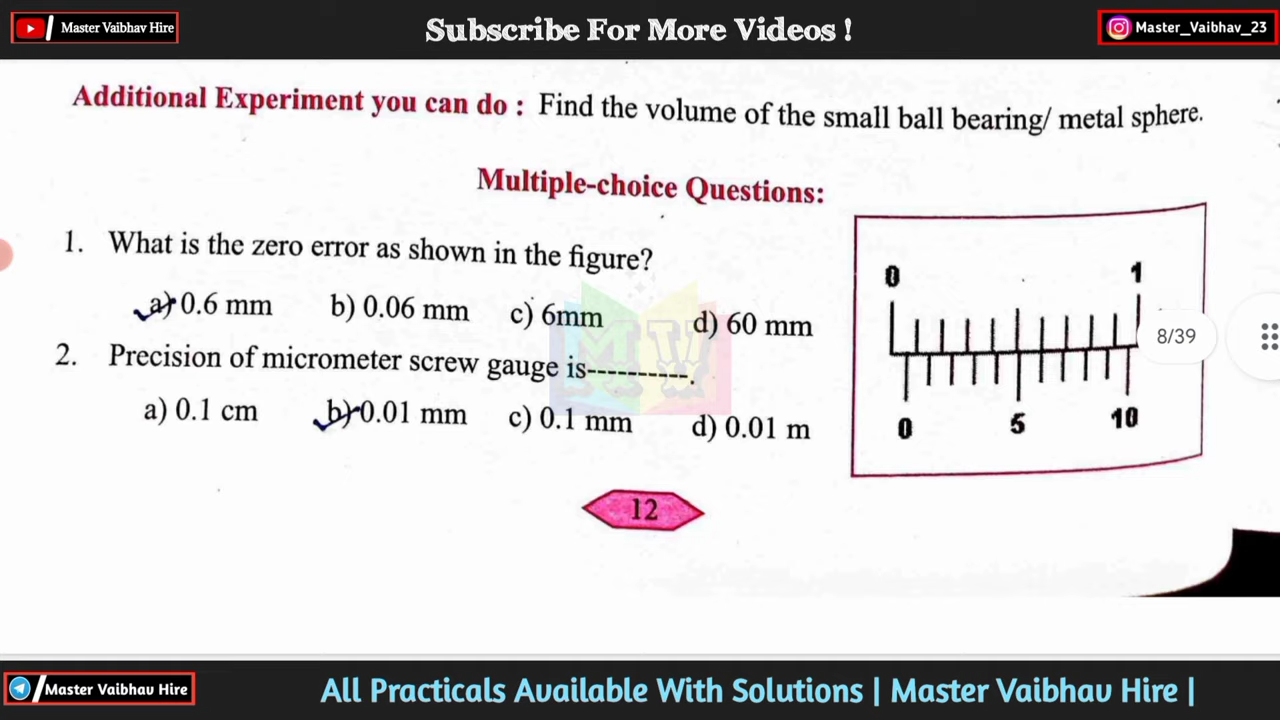 Master Vaibhav Hire
Subscribe For More Videos !
Master_Vaibhav_23
Additional Experiment you can do : Find the volume of the small ball bearing/ metal sphere.
Multiple-choice Questions:
1. What is the zero error as shown in the figure?
a) 0.6 mm b) 0.06 mm c) 6mm d) 60 mm
2. Precision of micrometer screw gauge is----------.
a) 0.1 cm b) 0.01 mm c) 0.1 mm d) 0.01 m
0 1
0 5 10
8/39
MV
12
Master Vaibhav Hire
All Practicals Available With Solutions | Master Vaibhav Hire |